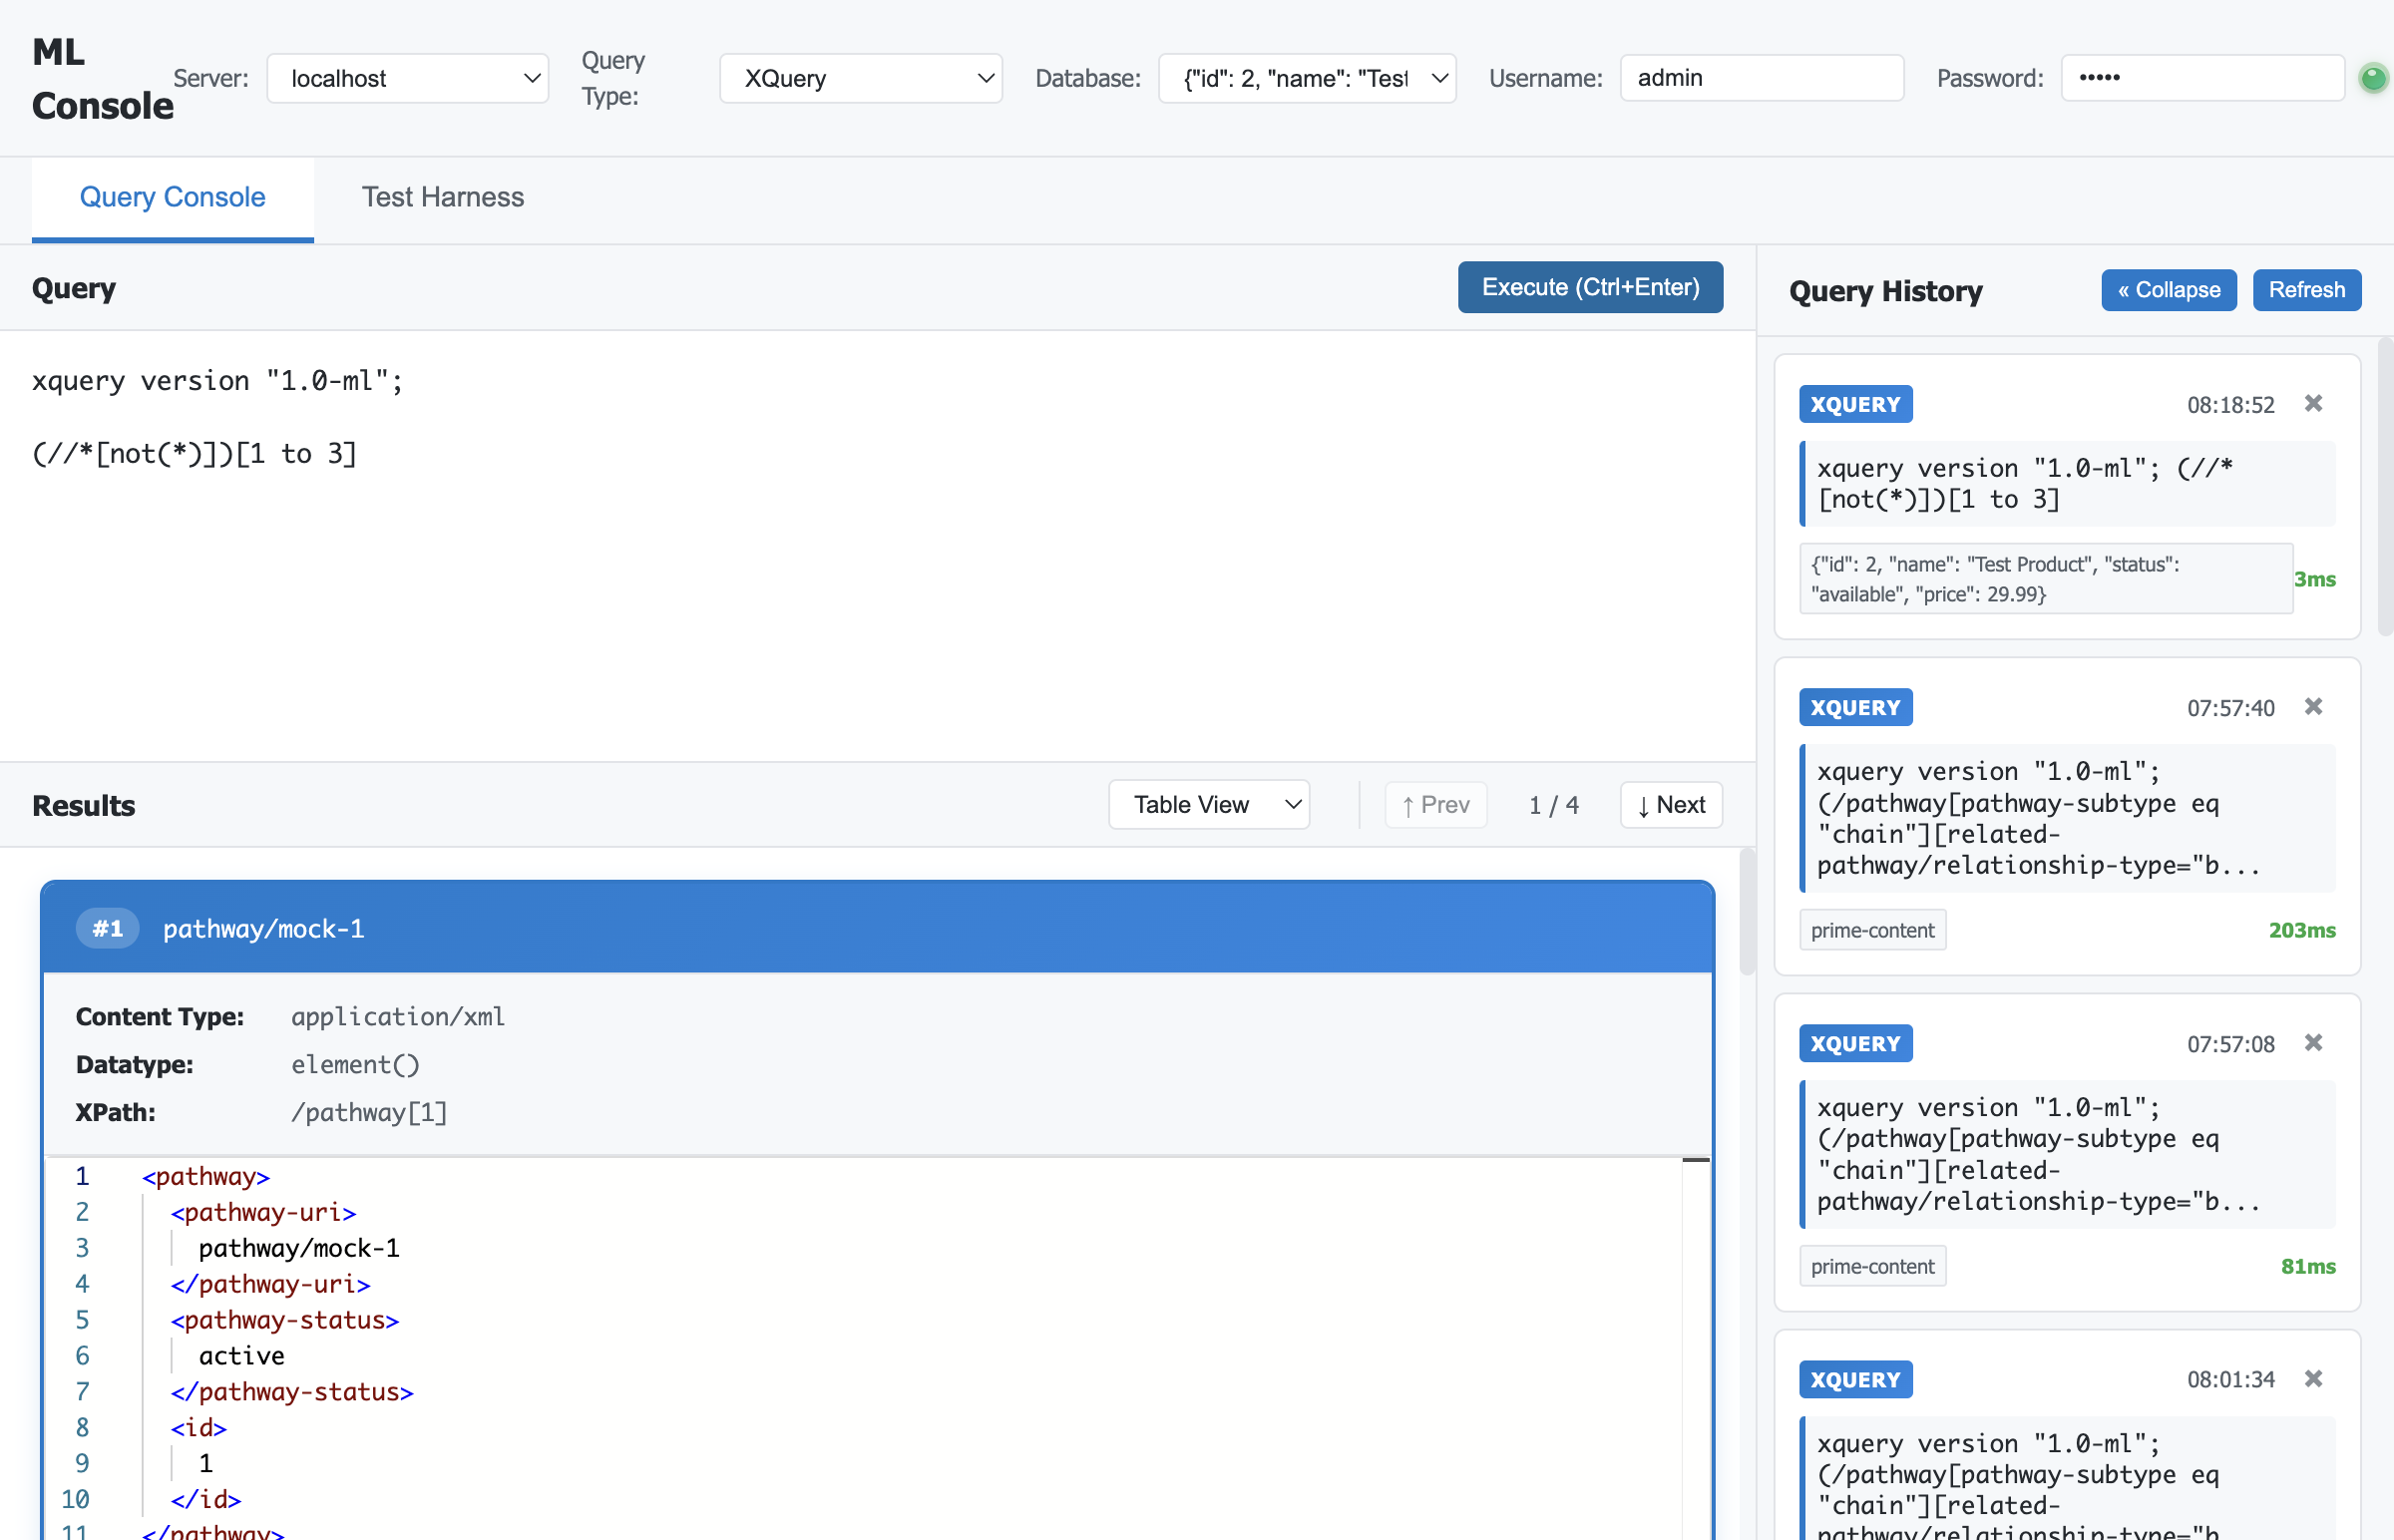 ML
Console
Server:
localhost
Query
Type:
XQuery
Database:
{"id": 2, "name": "Test
Username:
admin
Password:
•••••
Query Console
Test Harness
Query
Execute (Ctrl+Enter)
xquery version "1.0-ml";
(//*[not(*)])[1 to 3]
Results
Table View
↑ Prev
1 / 4
↓ Next
#1
pathway/mock-1
Content Type: application/xml
Datatype: element()
XPath: /pathway[1]
1 <pathway>
2 <pathway-uri>
3 pathway/mock-1
4 </pathway-uri>
5 <pathway-status>
6 active
7 </pathway-status>
8 <id>
9 1
10 </id>
11 </pathway>
Query History
« Collapse
Refresh
XQUERY
08:18:52
✖
xquery version "1.0-ml"; (//*
[not(*)])[1 to 3]
{"id": 2, "name": "Test Product", "status":
"available", "price": 29.99}
3ms
XQUERY
07:57:40
✖
xquery version "1.0-ml";
(/pathway[pathway-subtype eq
"chain"][related-
pathway/relationship-type="b...
prime-content
203ms
XQUERY
07:57:08
✖
xquery version "1.0-ml";
(/pathway[pathway-subtype eq
"chain"][related-
pathway/relationship-type="b...
prime-content
81ms
XQUERY
08:01:34
✖
xquery version "1.0-ml";
(/pathway[pathway-subtype eq
"chain"][related-
pathway/relationship-type="b